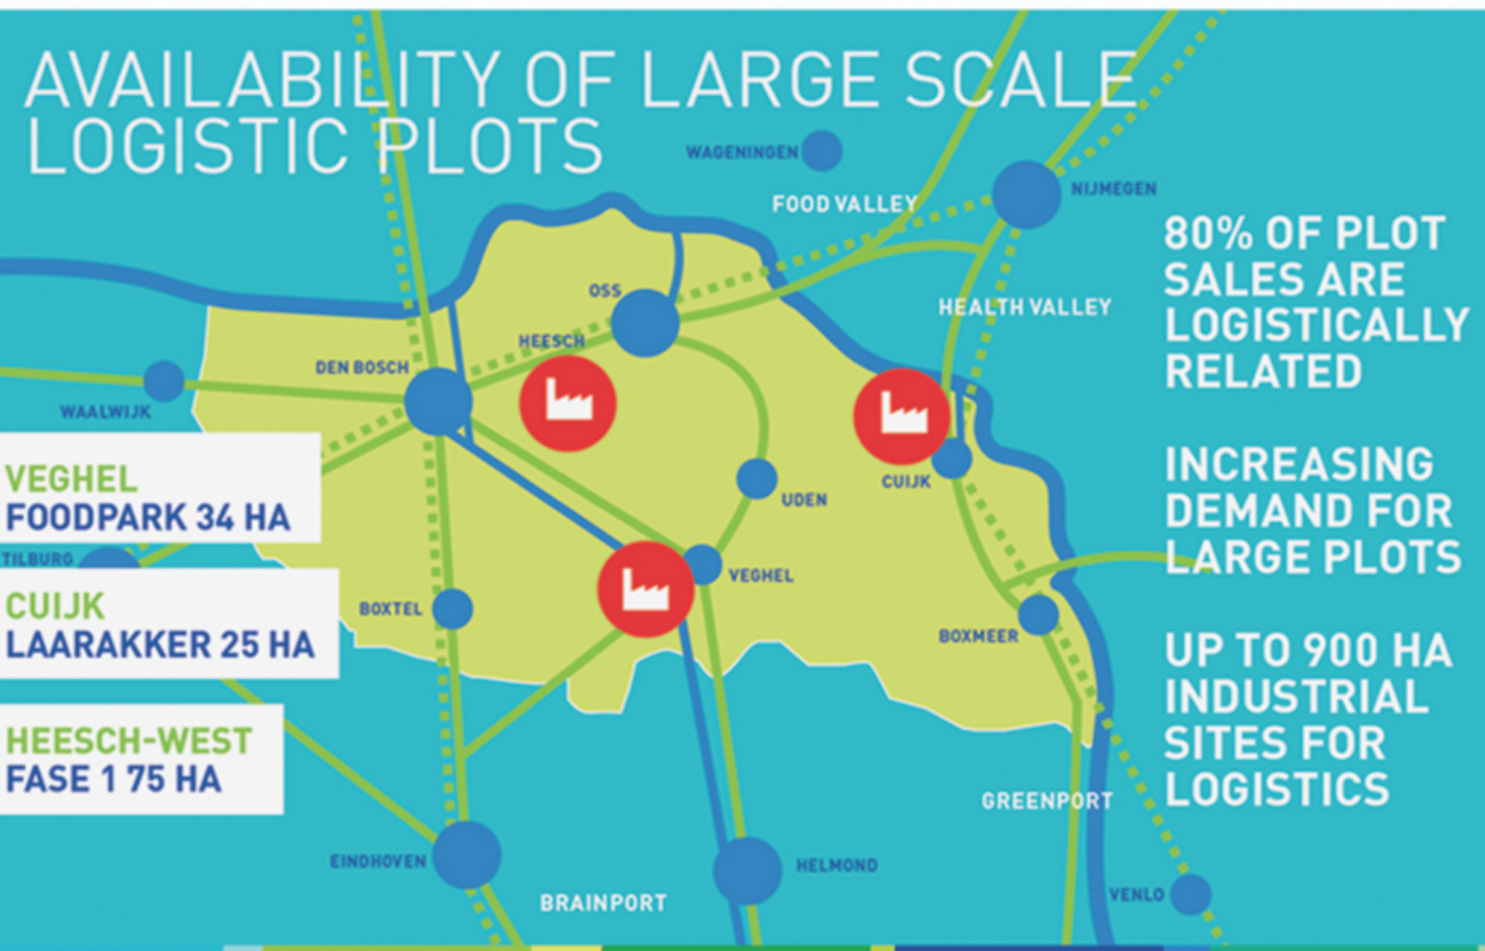 AVAILABILITY OF LARGE SCALE
LOGISTIC PLOTS
WAGENINGEN
NIJMEGEN
FOOD VALLEY
80% OF PLOT
SALES ARE
LOGISTICALLY
RELATED
HEALTH VALLEY
OSS
HEESCH
DEN BOSCH
WAALWIJK
VEGHEL
FOODPARK 34 HA
CUIJK
UDEN
INCREASING
DEMAND FOR
LARGE PLOTS
TILBURG
VEGHEL
CUIJK
LAARAKKER 25 HA
BOXTEL
BOXMEER
UP TO 900 HA
INDUSTRIAL
SITES FOR
LOGISTICS
HEESCH-WEST
FASE 1 75 HA
GREENPORT
EINDHOVEN
HELMOND
BRAINPORT
VENLO